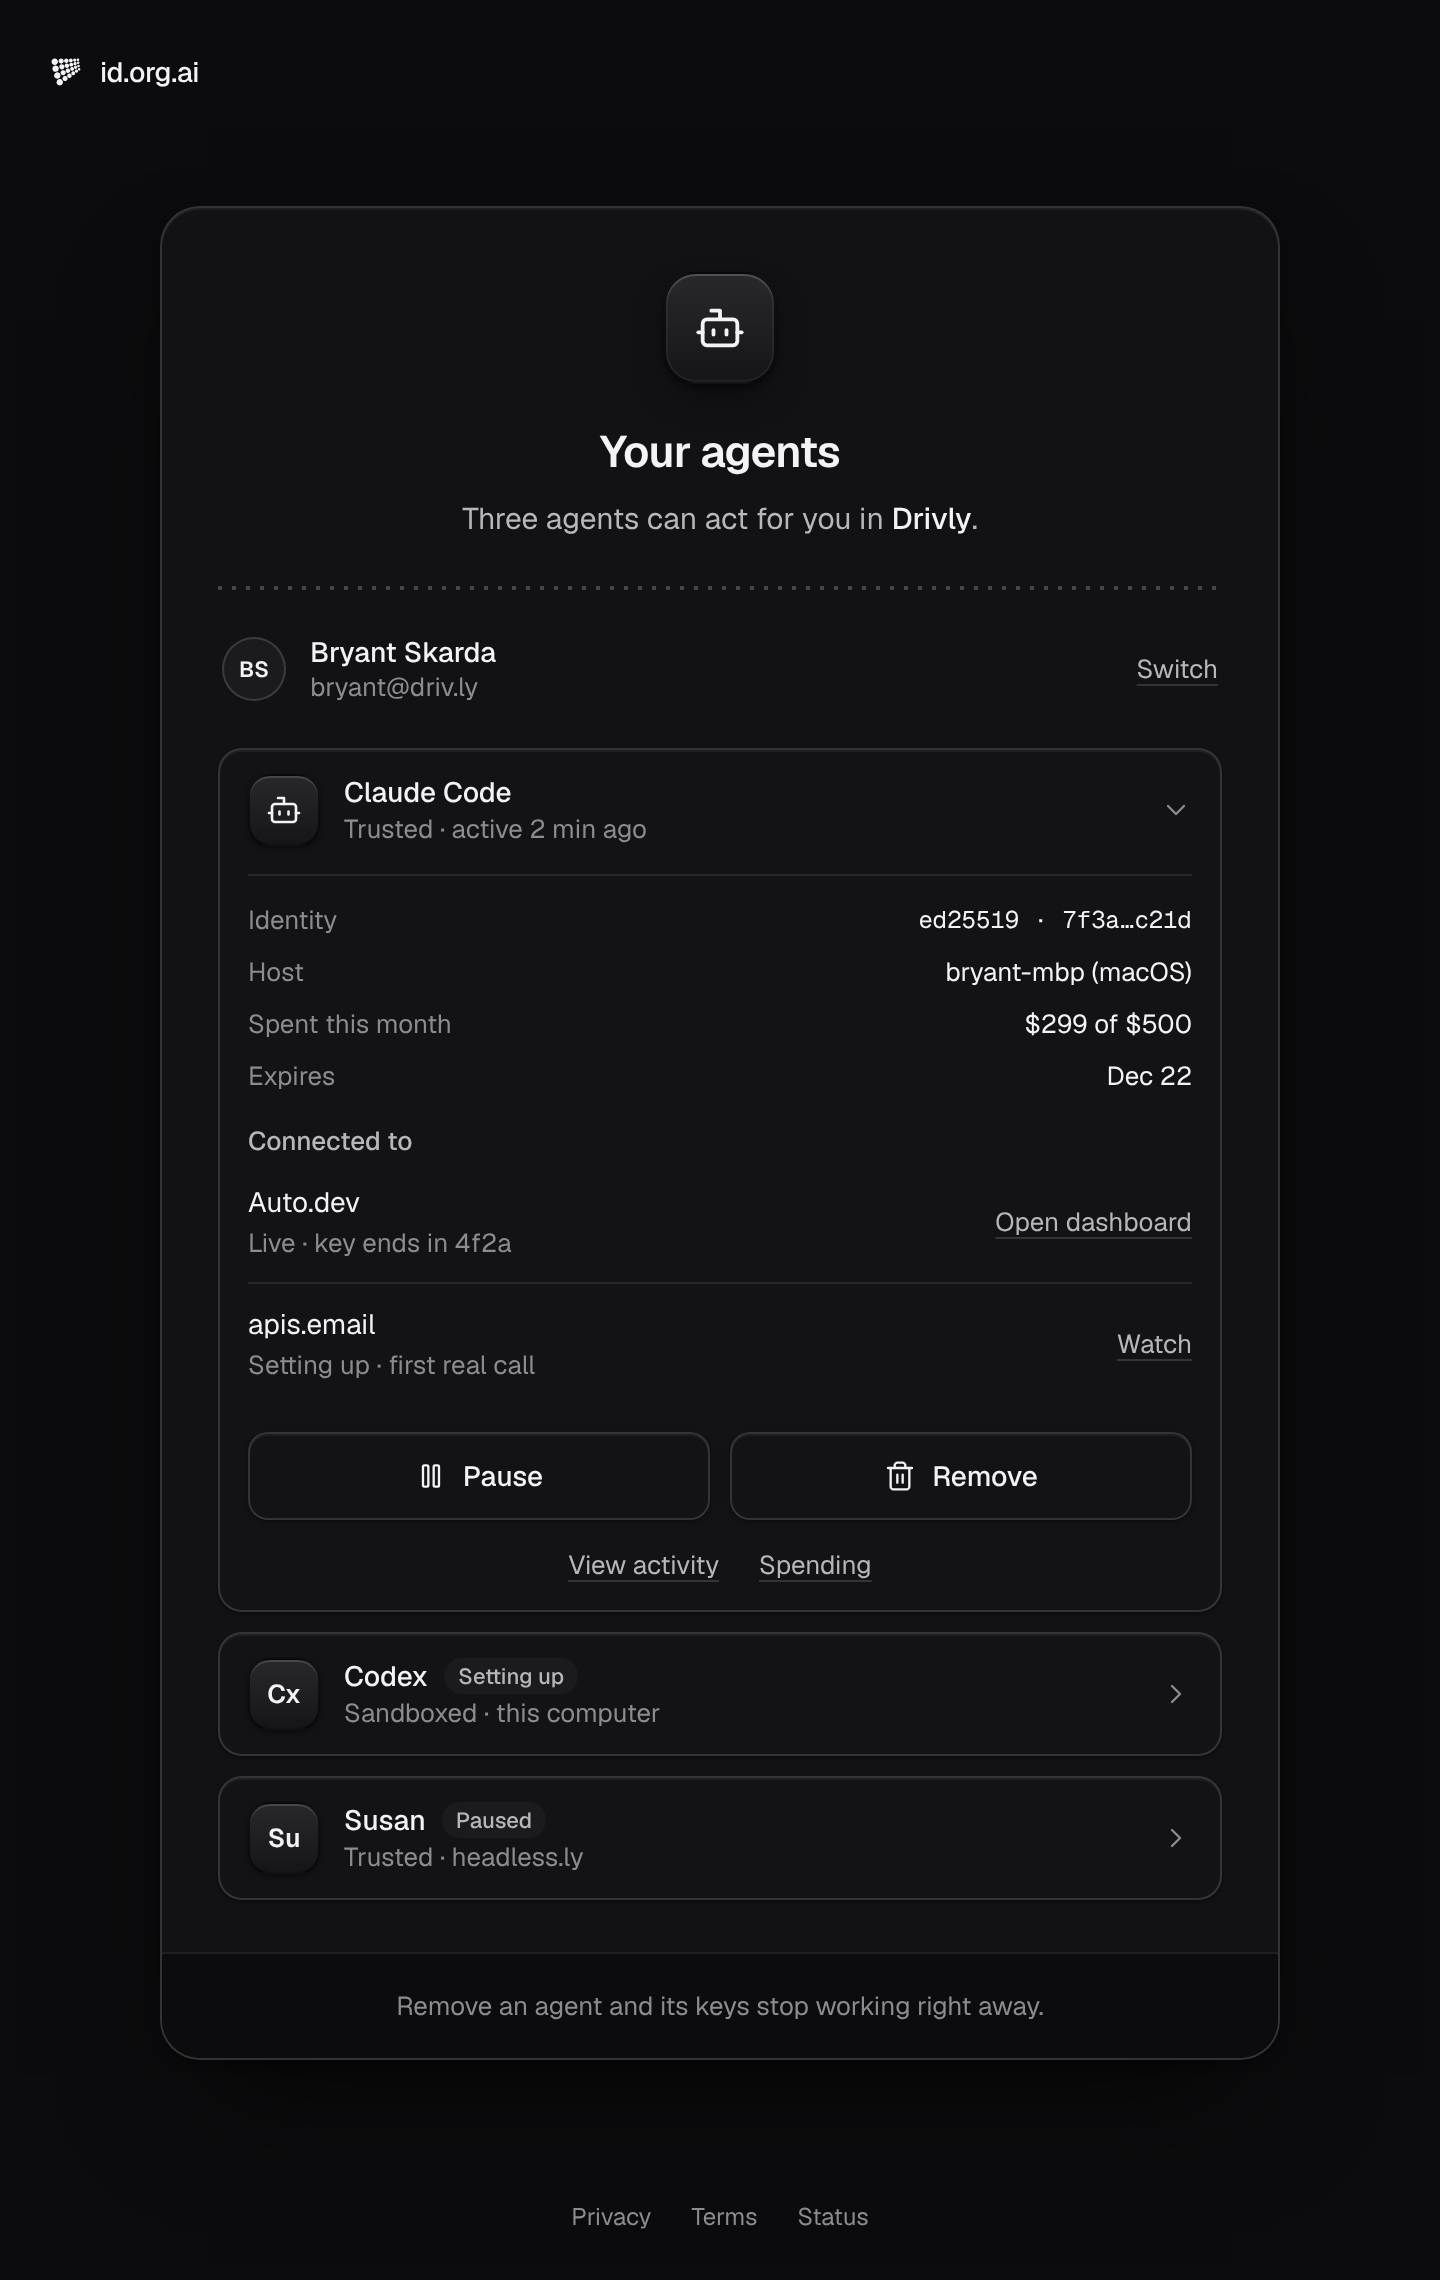 id.org.ai
Your agents
Three agents can act for you in Drivly.
BS
Bryant Skarda
bryant@driv.ly
Switch
Claude Code
Trusted · active 2 min ago
Identity
ed25519 · 7f3a…c21d
Host
bryant-mbp (macOS)
Spent this month
$299 of $500
Expires
Dec 22
Connected to
Auto.dev
Live · key ends in 4f2a
Open dashboard
apis.email
Setting up · first real call
Watch
Pause
Remove
View activity
Spending
Cx
Codex
Setting up
Sandboxed · this computer
Su
Susan
Paused
Trusted · headless.ly
Remove an agent and its keys stop working right away.
Privacy
Terms
Status